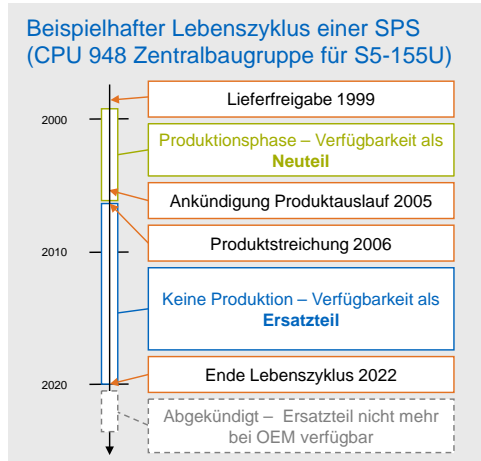 Beispielhafter Lebenszyklus einer SPS
(CPU 948 Zentralbaugruppe für S5-155U)
Lieferfreigabe 1999
2000
Produktionsphase – Verfügbarkeit als
Neuteil
Ankündigung Produktauslauf 2005
Produktstreichung 2006
2010
Keine Produktion – Verfügbarkeit als
Ersatzteil
Ende Lebenszyklus 2022
2020
Abgekündigt – Ersatzteil nicht mehr
bei OEM verfügbar